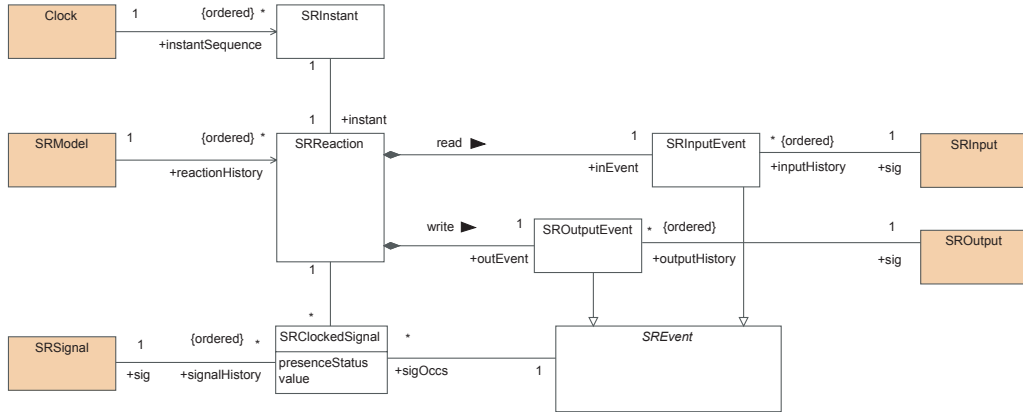 Clock
1
{ordered} *
+instantSequence
SRInstant
1
1
+instant
SRModel
1
{ordered} *
+reactionHistory
SRReaction
read ►
1
+inEvent
SRInputEvent
* {ordered}
+inputHistory
1
+sig
SRInput
write ►
1
+outEvent
SROutputEvent
* {ordered}
+outputHistory
1
+sig
SROutput
1
*
SRSignal
1
+sig
{ordered} *
+signalHistory
SRClockedSignal
presenceStatus
value
*
+sigOccs
1
SREvent